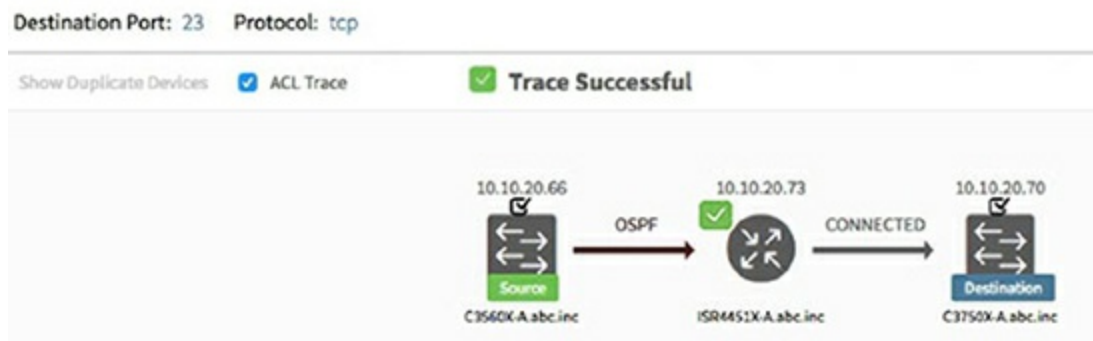 Destination Port: 23 Protocol: tcp
Show Duplicate Devices ACL Trace Trace Successful
10.10.20.66 10.10.20.73 10.10.20.70
OSPF CONNECTED
Source Destination
C3560X-A.abc.inc ISR4451X-A.abc.inc C3750X-A.abc.inc